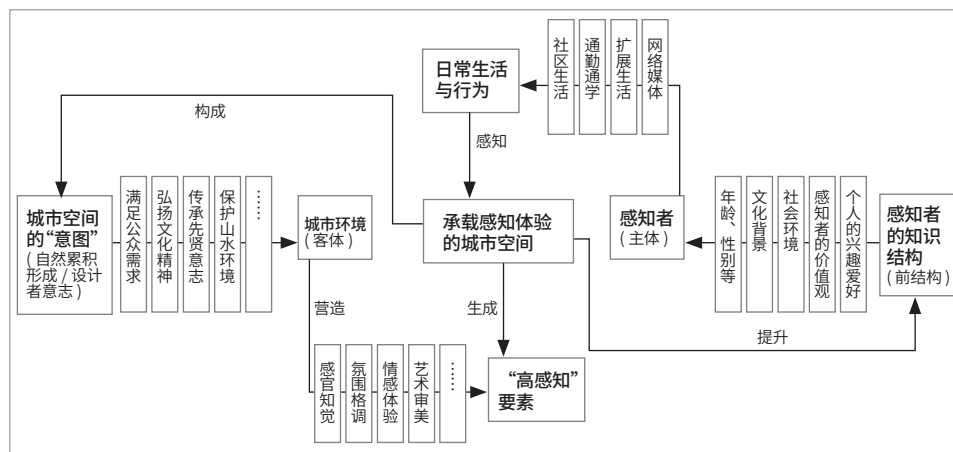 日常生活
与行为
社区生活
通勤通学
扩展生活
网络媒体
构成
感知
城市空间
的“意图”
(自然累积
形成/设计
者意志)
满足公众需求
弘扬文化精神
传承先贤意志
保护山水环境
……
城市环境
(客体)
承载感知体验
的城市空间
感知者
(主体)
年龄、性别等
文化背景
社会环境
感知者的价值观
个人的兴趣爱好
感知者
的知识
结构
(前结构)
营造
生成
提升
感官知觉
氛围格调
情感体验
艺术审美
……
“高感知”
要素